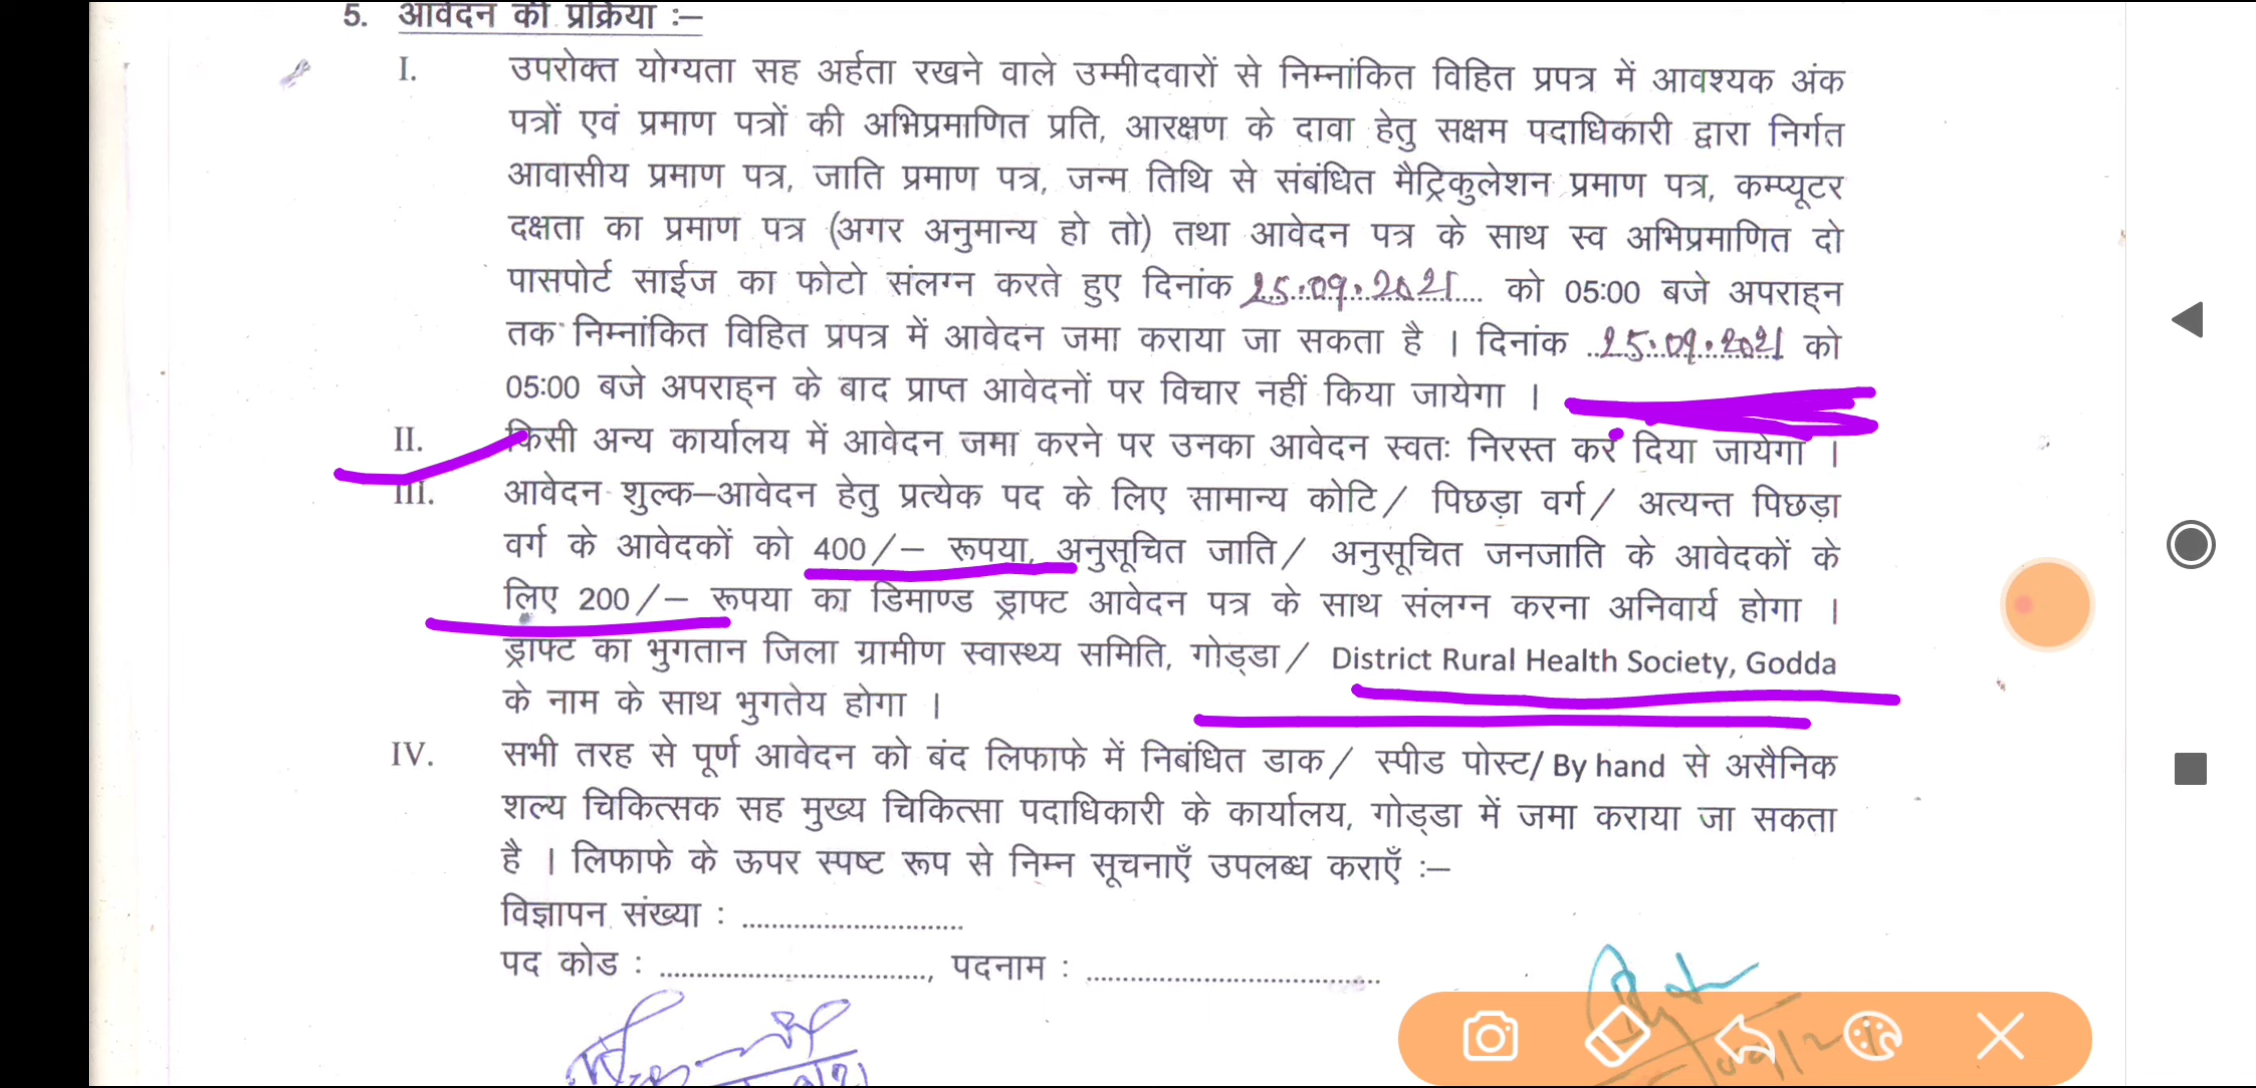 5. आवेदन की प्रक्रिया :–
I. उपरोक्त योग्यता सह अर्हता रखने वाले उम्मीदवारों से निम्नांकित विहित प्रपत्र में आवश्यक अंक
पत्रों एवं प्रमाण पत्रों की अभिप्रमाणित प्रति, आरक्षण के दावा हेतु सक्षम पदाधिकारी द्वारा निर्गत
आवासीय प्रमाण पत्र, जाति प्रमाण पत्र, जन्म तिथि से संबंधित मैट्रिकुलेशन प्रमाण पत्र, कम्प्यूटर
दक्षता का प्रमाण पत्र (अगर अनुमान्य हो तो) तथा आवेदन पत्र के साथ स्व अभिप्रमाणित दो
पासपोर्ट साईज का फोटो संलग्न करते हुए दिनांक 25.09.2021 को 05:00 बजे अपराह्न
तक निम्नांकित विहित प्रपत्र में आवेदन जमा कराया जा सकता है । दिनांक 25.09.2021 को
05:00 बजे अपराह्न के बाद प्राप्त आवेदनों पर विचार नहीं किया जायेगा ।
II. किसी अन्य कार्यालय में आवेदन जमा करने पर उनका आवेदन स्वतः निरस्त कर दिया जायेगा ।
III. आवेदन शुल्क–आवेदन हेतु प्रत्येक पद के लिए सामान्य कोटि/ पिछड़ा वर्ग/ अत्यन्त पिछड़ा
वर्ग के आवेदकों को 400/– रूपया, अनुसूचित जाति/ अनुसूचित जनजाति के आवेदकों के
लिए 200/– रूपया का डिमाण्ड ड्राफ्ट आवेदन पत्र के साथ संलग्न करना अनिवार्य होगा ।
ड्राफ्ट का भुगतान जिला ग्रामीण स्वास्थ्य समिति, गोड्डा/ District Rural Health Society, Godda
के नाम के साथ भुगतेय होगा ।
IV. सभी तरह से पूर्ण आवेदन को बंद लिफाफे में निबंधित डाक/ स्पीड पोस्ट/ By hand से असैनिक
शल्य चिकित्सक सह मुख्य चिकित्सा पदाधिकारी के कार्यालय, गोड्डा में जमा कराया जा सकता
है । लिफाफे के ऊपर स्पष्ट रूप से निम्न सूचनाएँ उपलब्ध कराएँ :–
विज्ञापन संख्या : ............................
पद कोड : ..................................., पदनाम : ......................................